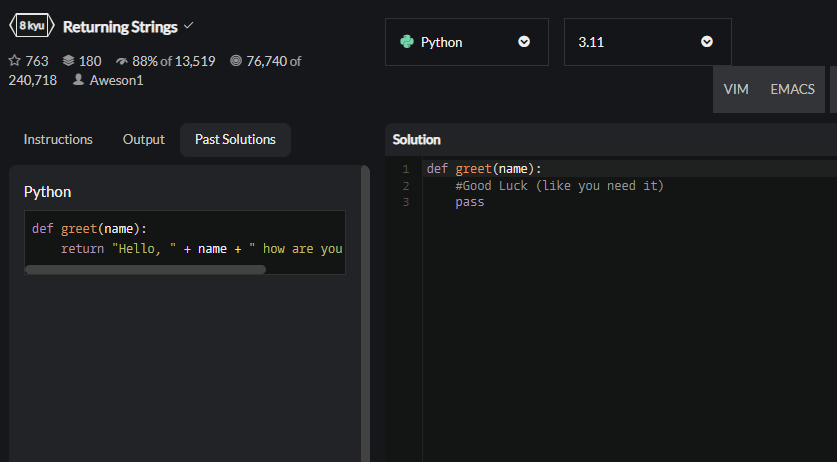 8 kyu Returning Strings
763 180 88% of 13,519 76,740 of
240,718 Aweson1
Python 3.11
VIM EMACS
Instructions Output Past Solutions
Solution
Python
def greet(name):
    return "Hello, " + name + " how are you
1 def greet(name):
2     #Good Luck (like you need it)
3     pass